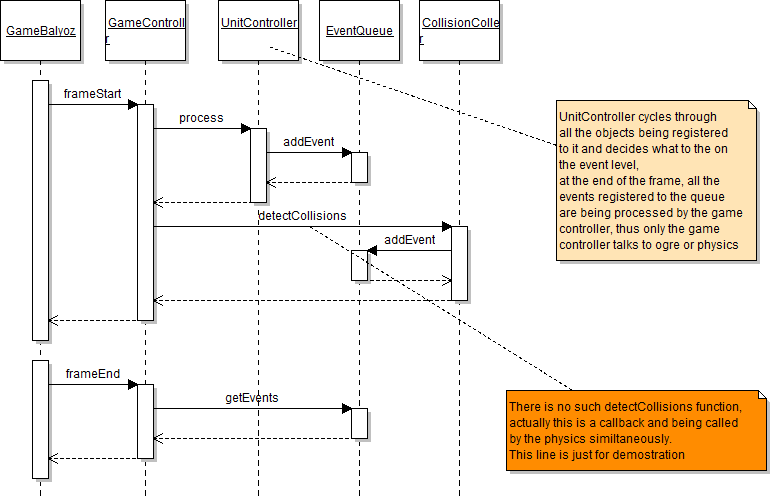 GameBalyoz
GameControll
r
UnitController
EventQueue
CollisionColle
r
frameStart
process
addEvent
detectCollisions
addEvent
frameEnd
getEvents
UnitController cycles through
all the objects being registered
to it and decides what to the on
the event level,
at the end of the frame, all the
events registered to the queue
are being processed by the game
controller, thus only the game
controller talks to ogre or physics
There is no such detectCollisions function,
actually this is a callback and being called
by the physics similtaneously.
This line is just for demostration